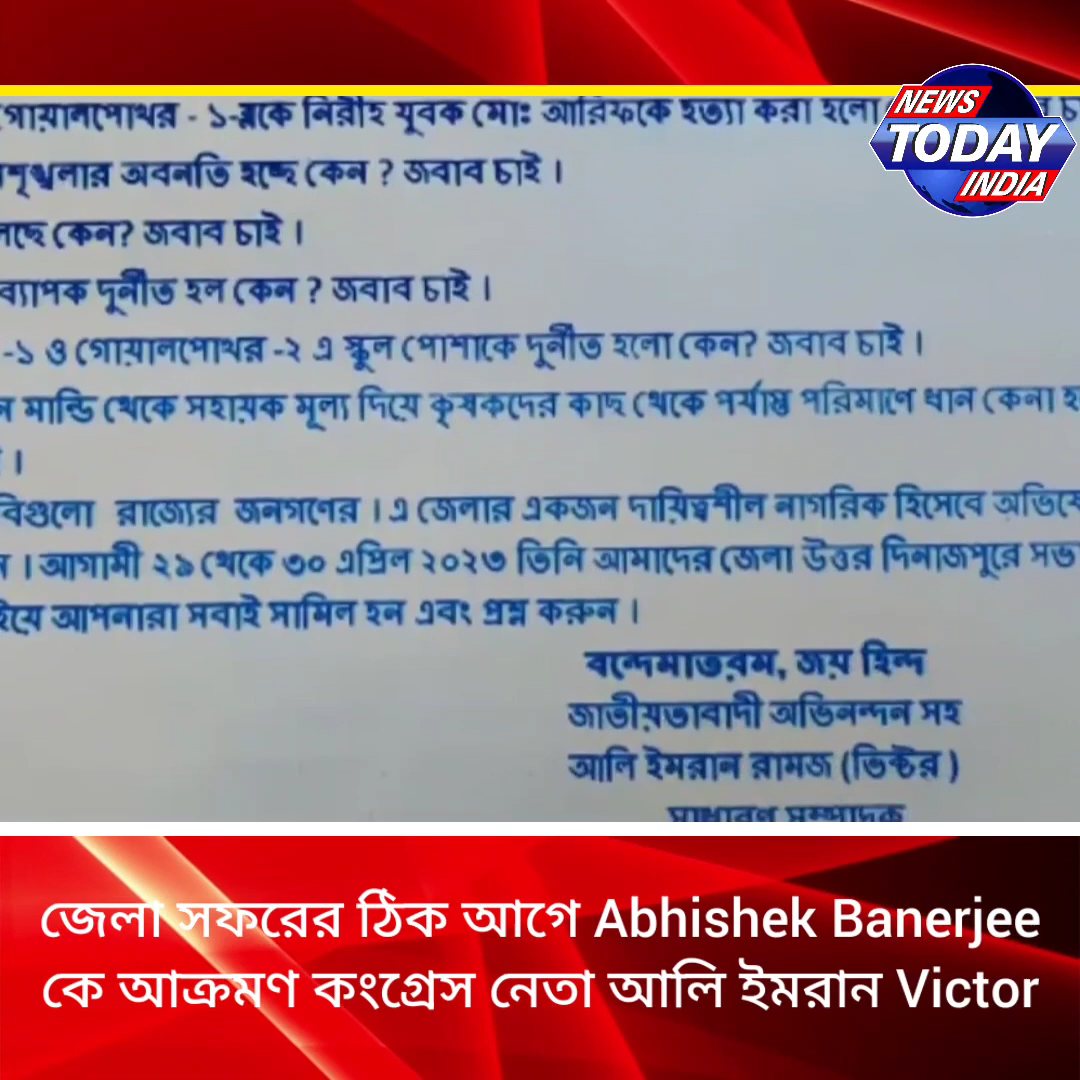 NEWS
TODAY
INDIA
গোয়ালপোখর - ১-ব্লকে নিরীহ যুবক মোঃ আরিফকে হত্যা করা হলো
অবনতি হচ্ছে কেন ? জবাব চাই ।
কেন? জবাব চাই ।
ব্যাপক দুর্নীত হল কেন ? জবাব চাই ।
-১ ও গোয়ালপোখর -২ এ স্কুল পোশাকে দুর্নীত হলো কেন? জবাব চাই ।
মান্ডি থেকে সহায়ক মূল্য দিয়ে কৃষকদের কাছ থেকে পর্যাপ্ত পরিমাণে ধান কেনা
।
রাজ্যের জনগণের । এ জেলার একজন দায়িত্বশীল নাগরিক হিসেবে
। আগামী ২৯ থেকে ৩০ এপ্রিল ২০২৩ তিনি আমাদের জেলা উত্তর দিনাজপুরে
আপনারা সবাই সামিল হন এবং প্রশ্ন করুন ।
বন্দেমাতরম, জয় হিন্দ
জাতীয়তাবাদী অভিনন্দন সহ
আলি ইমরান রামজ (ভিক্টর )
সাধারণ সম্পাদক
জেলা সফরের ঠিক আগে Abhishek Banerjee
কে আক্রমণ কংগ্রেস নেতা আলি ইমরান Victor